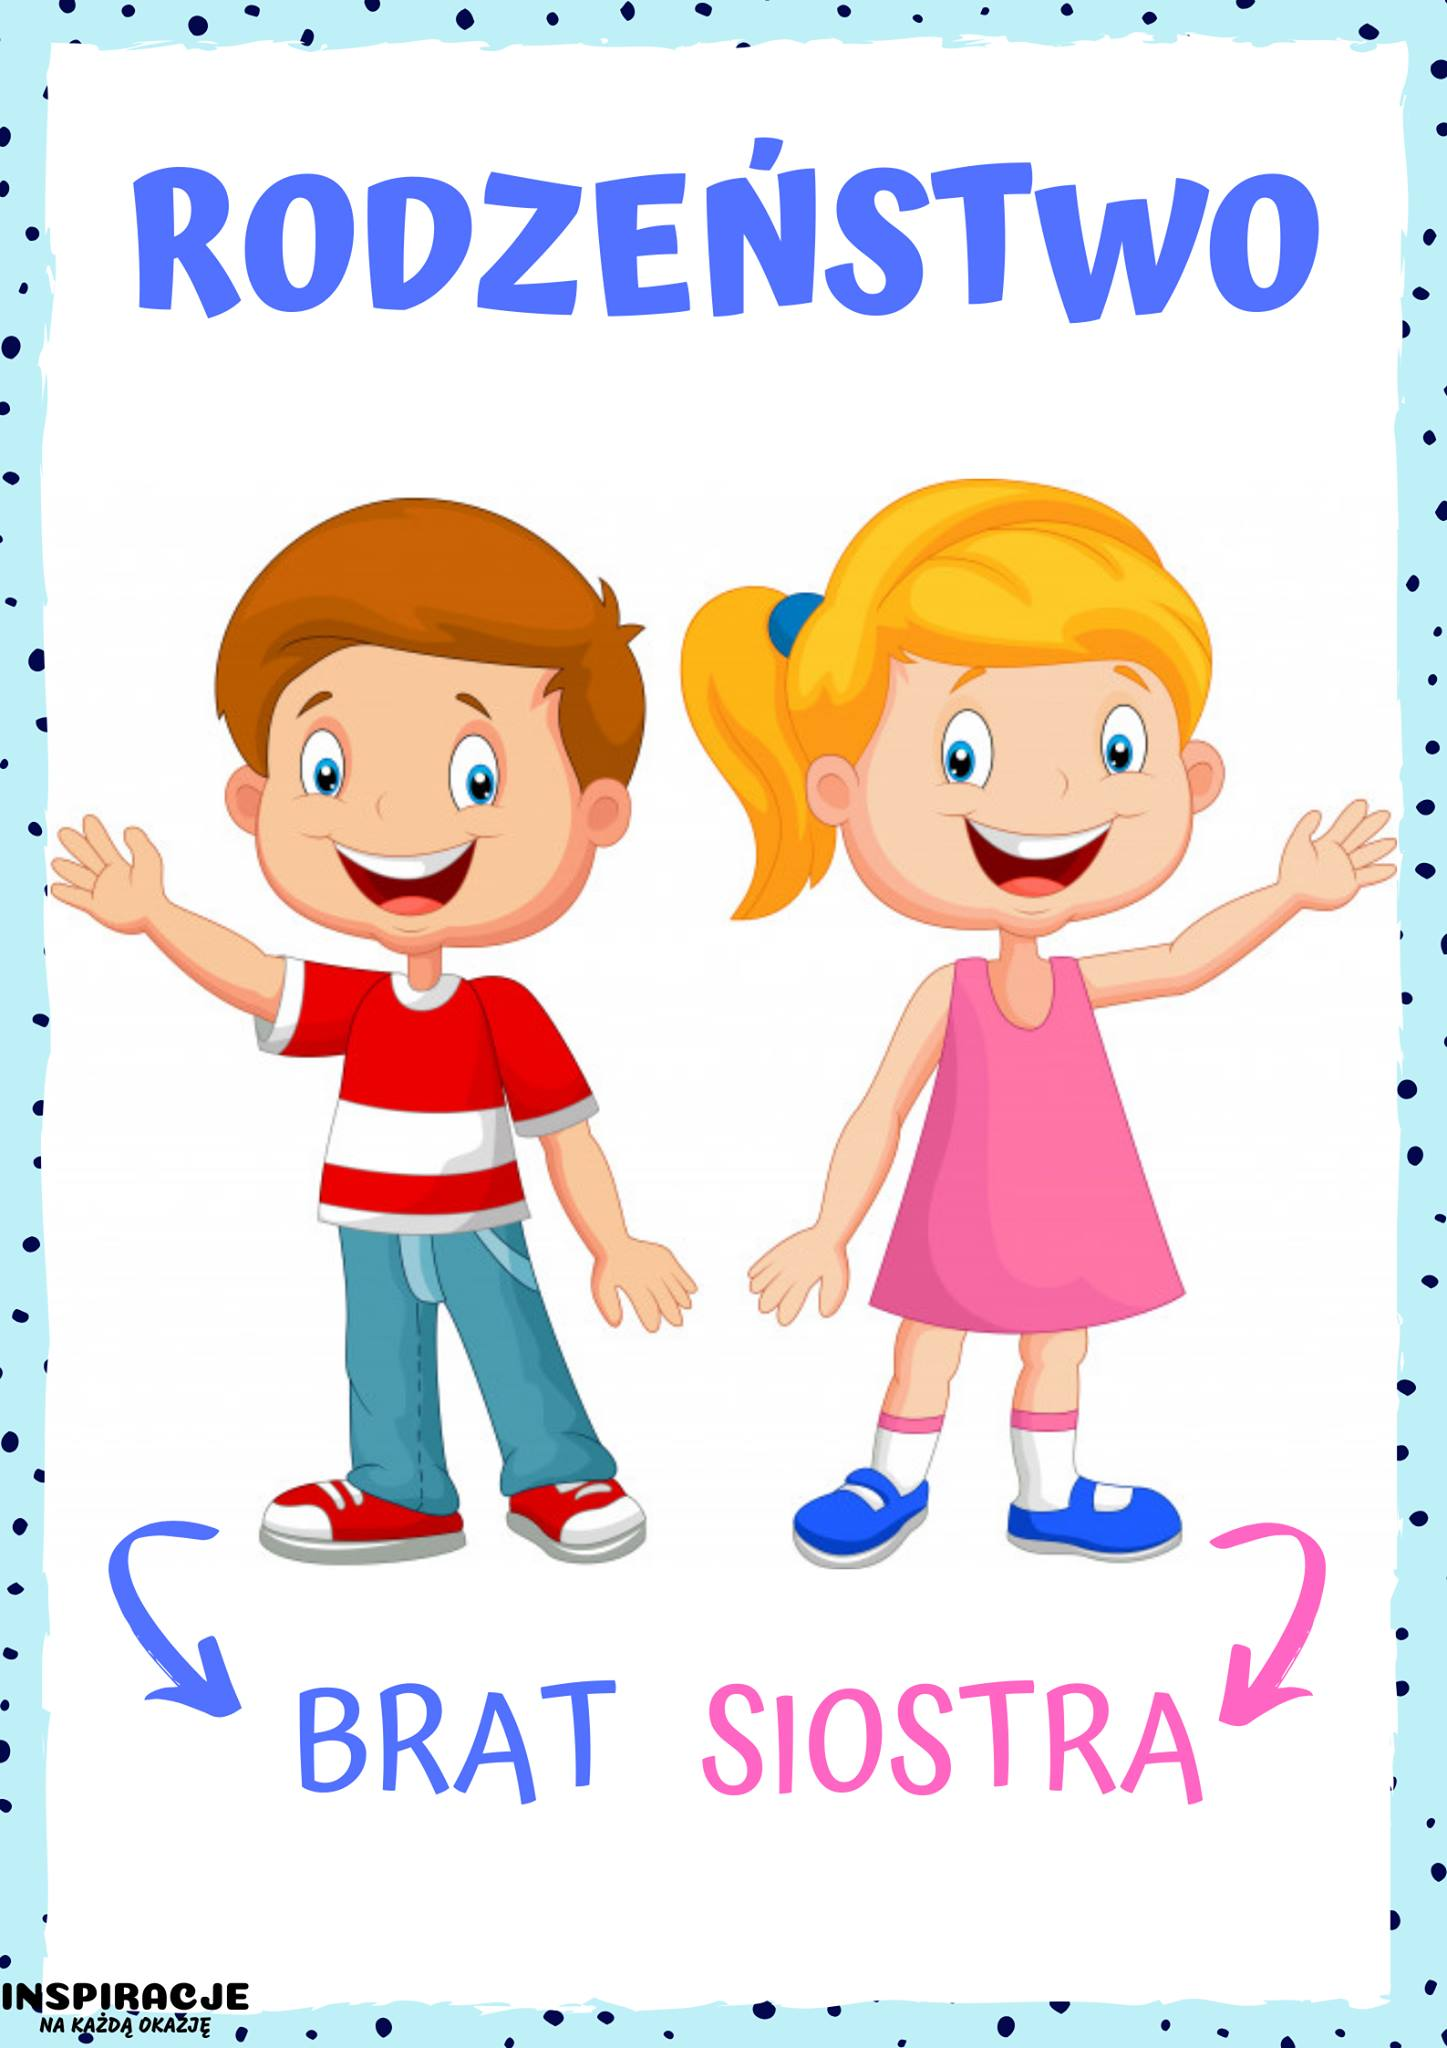 RODZEŃSTWO
BRAT SIOSTRA
INSPIRACJE
NA KAŻDĄ OKAZJĘ